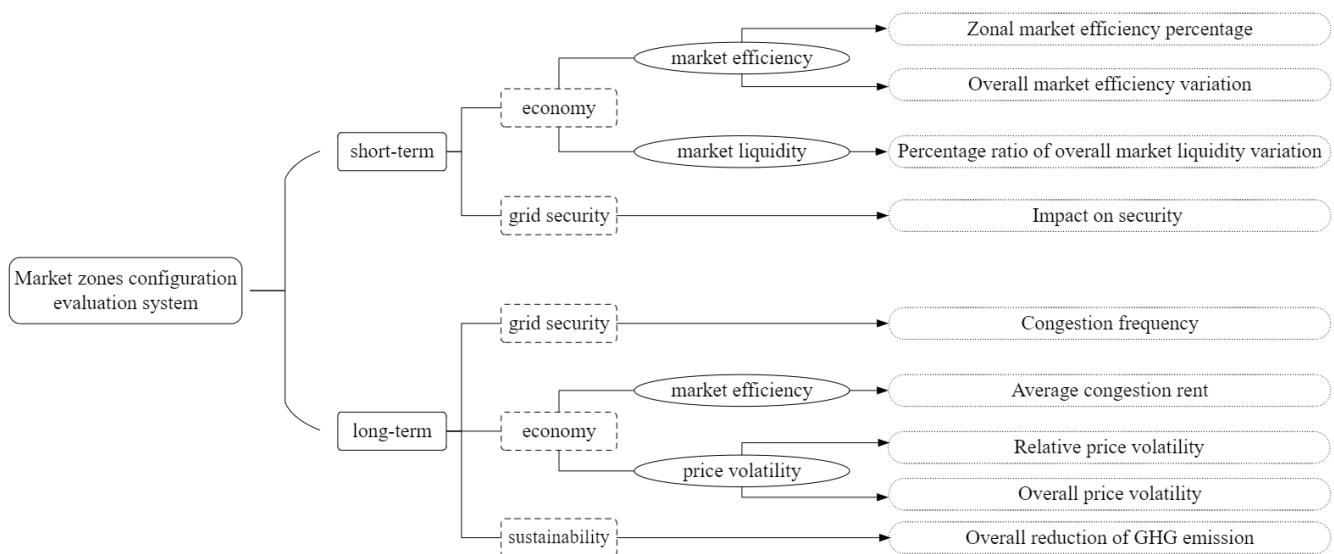 Market zones configuration
evaluation system
short-term
economy
market efficiency
Zonal market efficiency percentage
Overall market efficiency variation
market liquidity
Percentage ratio of overall market liquidity variation
grid security
Impact on security
long-term
grid security
Congestion frequency
economy
market efficiency
Average congestion rent
price volatility
Relative price volatility
Overall price volatility
sustainability
Overall reduction of GHG emission